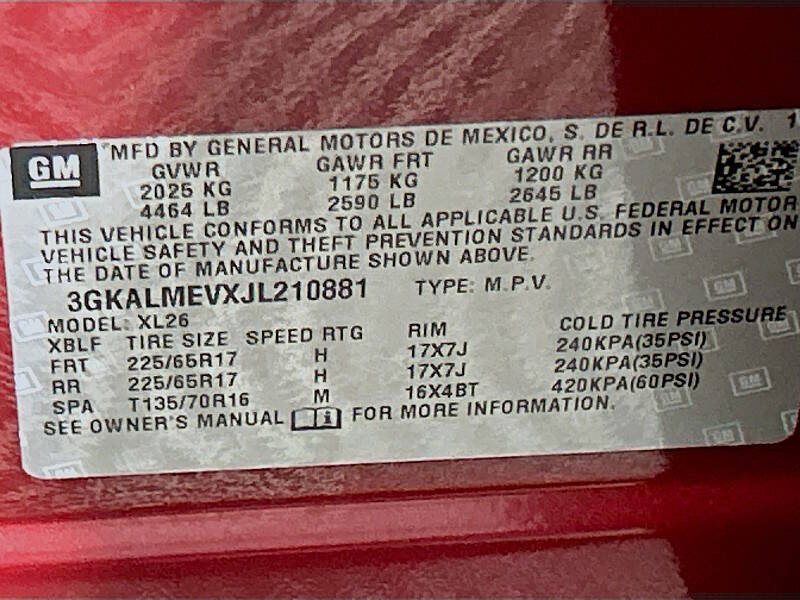 GM
MFD BY GENERAL MOTORS DE MEXICO, S. DE R.L. DE C.V. 1
GVWR GAWR FRT GAWR RR
2025 KG 1175 KG 1200 KG
4464 LB 2590 LB 2645 LB
THIS VEHICLE CONFORMS TO ALL APPLICABLE U.S. FEDERAL MOTOR
VEHICLE SAFETY AND THEFT PREVENTION STANDARDS IN EFFECT ON
THE DATE OF MANUFACTURE SHOWN ABOVE.
3GKALMEVXJL210881 TYPE: M.P.V.
MODEL: XL26
XBLF TIRE SIZE SPEED RTG RIM COLD TIRE PRESSURE
FRT 225/65R17 H 17X7J 240KPA(35PSI)
RR 225/65R17 H 17X7J 240KPA(35PSI)
SPA T135/70R16 M 16X4BT 420KPA(60PSI)
SEE OWNER'S MANUAL FOR MORE INFORMATION.